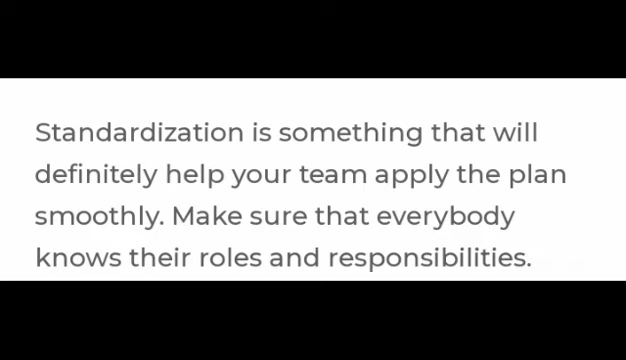 Standardization is something that will
definitely help your team apply the plan
smoothly. Make sure that everybody
knows their roles and responsibilities.